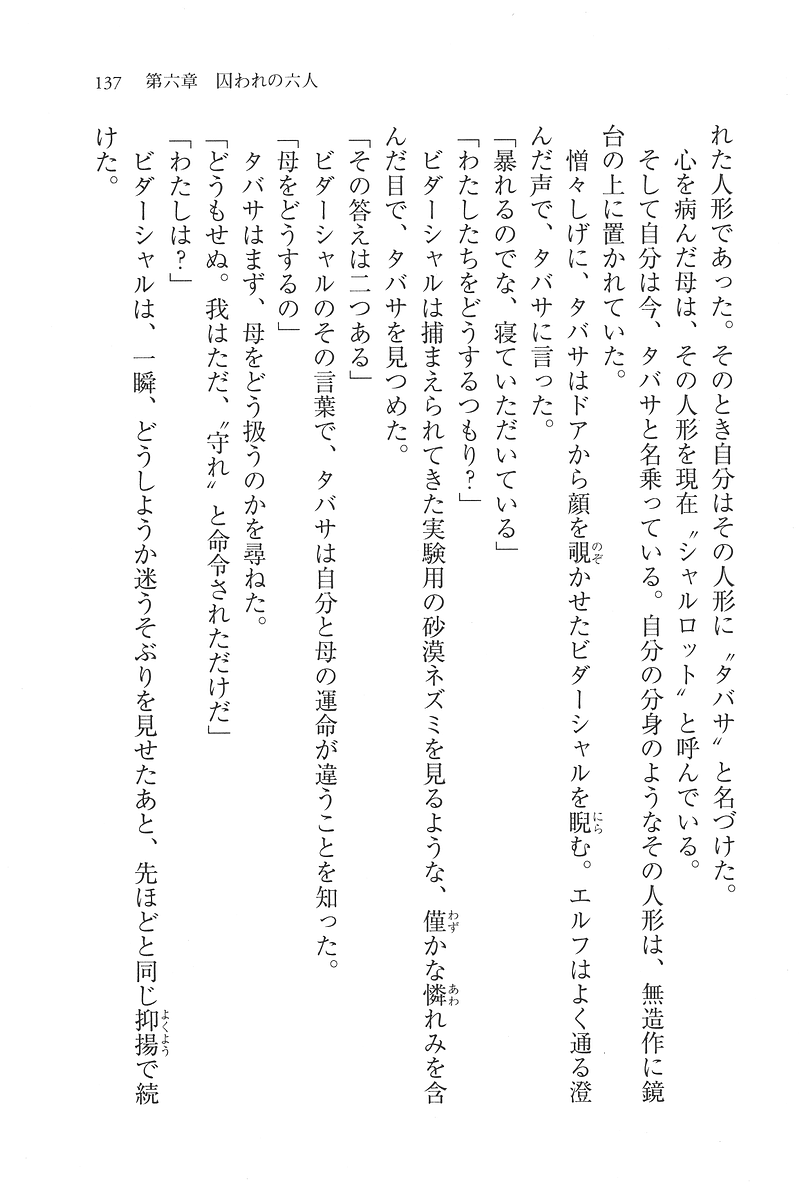 137　第六章　囚われの六人
れた人形であった。そのとき自分はその人形に〝タバサ〟と名づけた。
　心を病んだ母は、その人形を現在〝シャルロット〟と呼んでいる。
　そして自分は今、タバサと名乗っている。自分の分身のようなその人形は、無造作に鏡
台の上に置かれていた。
　憎々しげに、タバサはドアから顔を覗かせたビダーシャルを睨む。エルフはよく通る澄
んだ声で、タバサに言った。
「暴れるのでな、寝ていただいている」
「わたしたちをどうするつもり？」
　ビダーシャルは捕まえられてきた実験用の砂漠ネズミを見るような、僅かな憐れみを含
んだ目で、タバサを見つめた。
「その答えは二つある」
　ビダーシャルのその言葉で、タバサは自分と母の運命が違うことを知った。
「母をどうするの」
　タバサはまず、母をどう扱うのかを尋ねた。
「どうもせぬ。我はただ、〝守れ〟と命令されただけだ」
「わたしは？」
　ビダーシャルは、一瞬、どうしようか迷うそぶりを見せたあと、先ほどと同じ抑揚で続
けた。